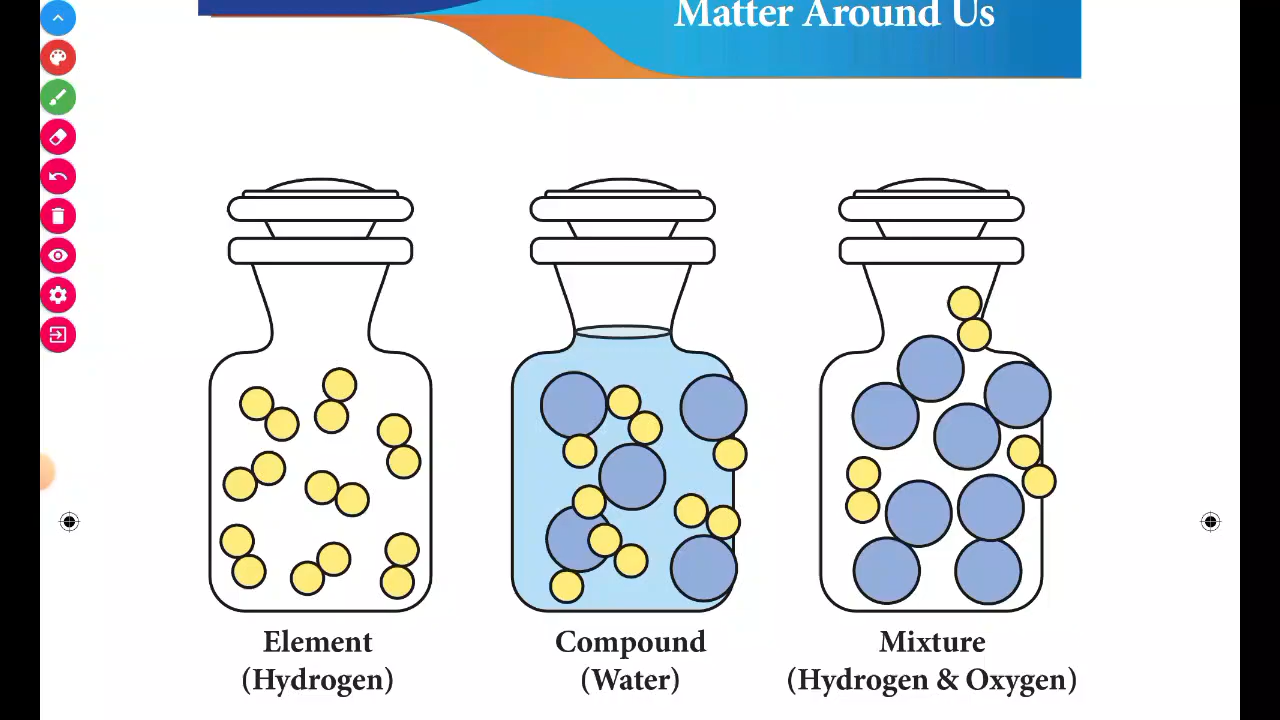 Matter Around Us
Element
(Hydrogen)
Compound
(Water)
Mixture
(Hydrogen & Oxygen)